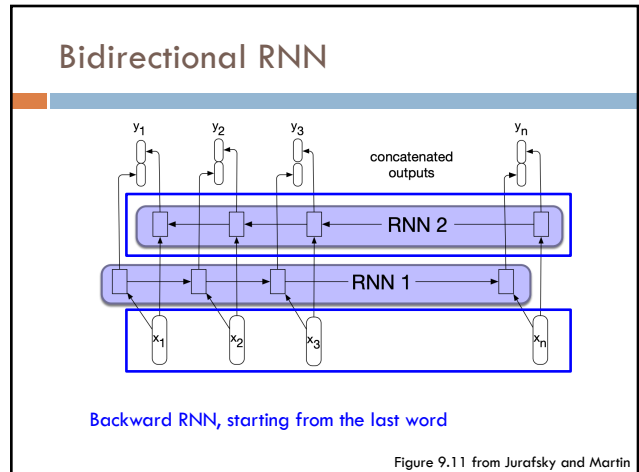 Bidirectional RNN
y1 y2 y3 yn
concatenated
outputs
RNN 2
RNN 1
x1 x2 x3 xn
Backward RNN, starting from the last word
Figure 9.11 from Jurafsky and Martin